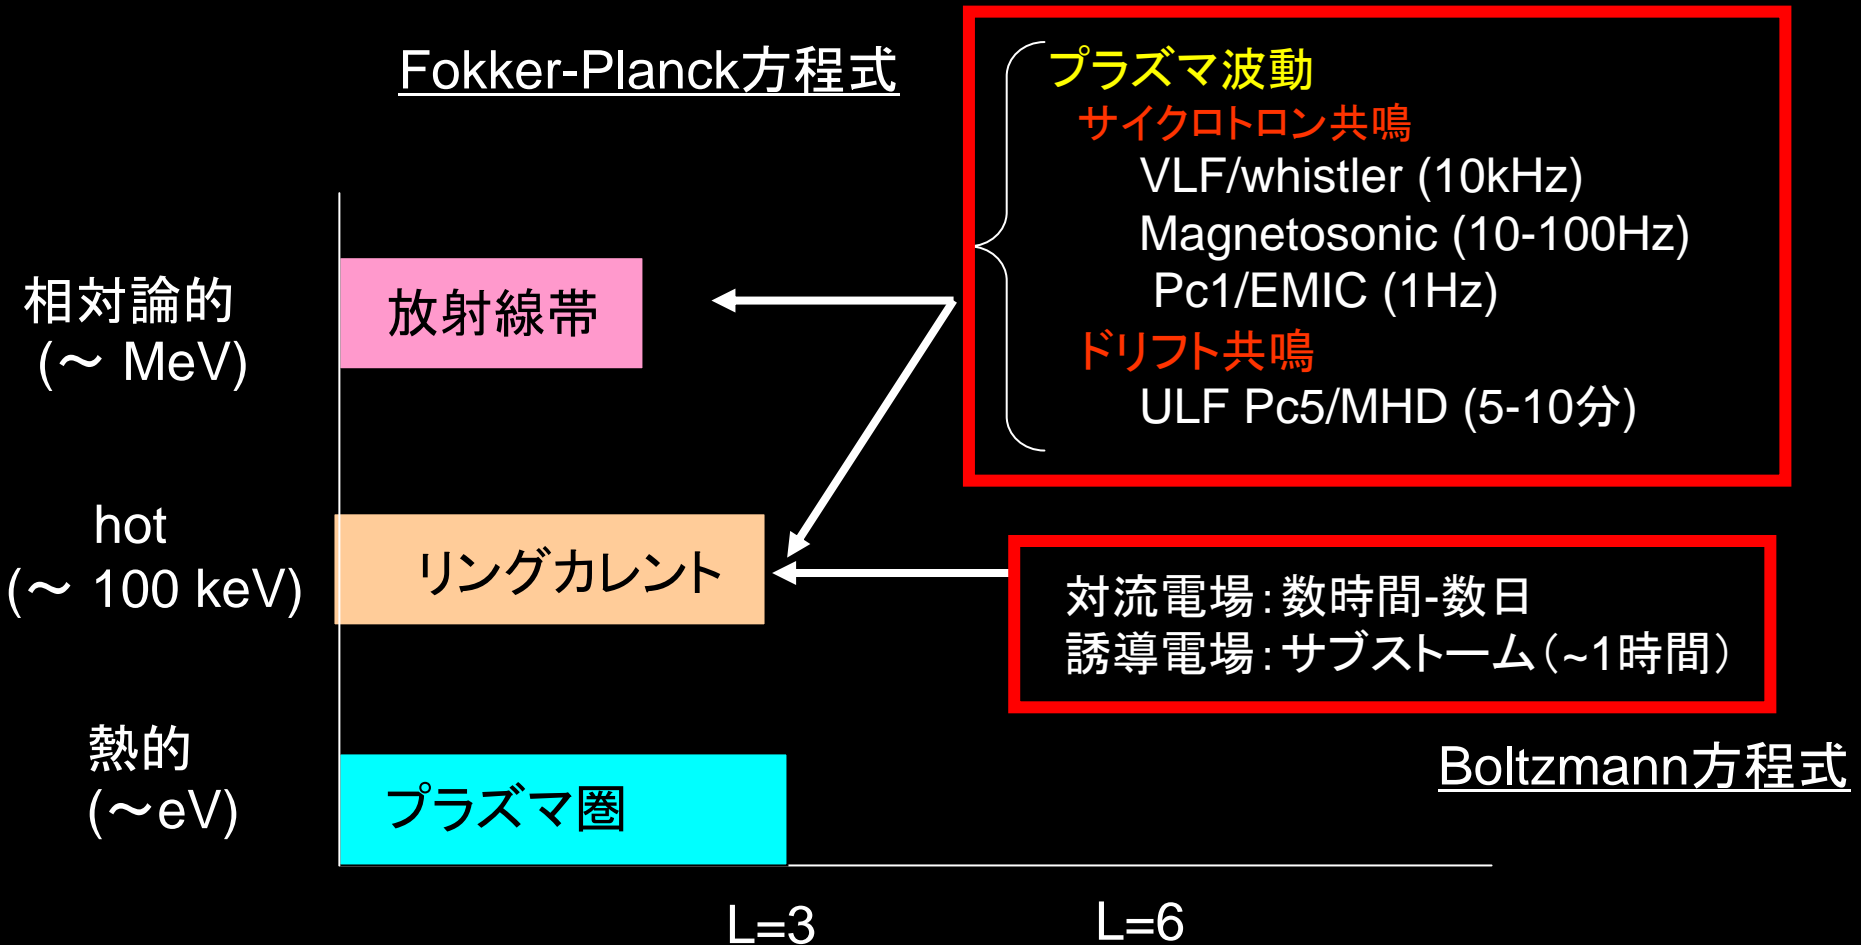 Fokker-Planck方程式
プラズマ波動
サイクロトロン共鳴
VLF/whistler (10kHz)
Magnetosonic (10-100Hz)
Pc1/EMIC (1Hz)
ドリフト共鳴
ULF Pc5/MHD (5-10分)
相対論的
(～ MeV)
放射線帯
hot
(～ 100 keV)
リングカレント
対流電場：数時間-数日
誘導電場：サブストーム（~1時間）
熱的
(～eV)
プラズマ圏
Boltzmann方程式
L=3
L=6